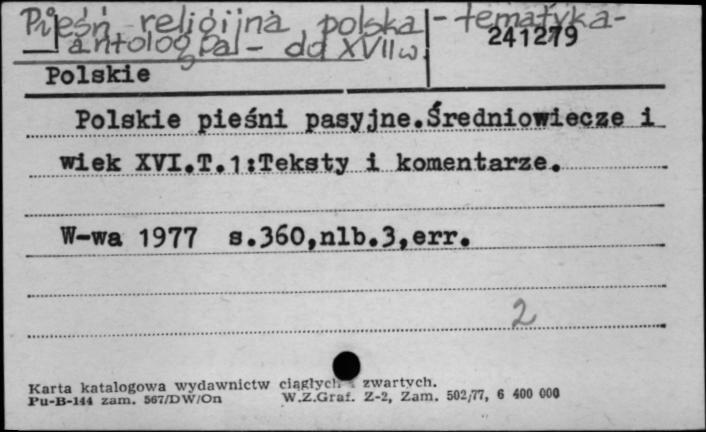 Pieśń religijna polska - tematyka -
241279
antologia - do XVII w.
Polskie
Polskie pieśni pasyjne.Średniowiecze i
wiek XVI.T.1:Teksty i komentarze.
W-wa 1977 s.360,nlb.3,err.
2
Karta katalogowa wydawnictw ciągłych i zwartych.
Pu-B-144 zam. 567/DW/On W.Z.Graf. Z-2, Zam. 502/77, 6 400 000